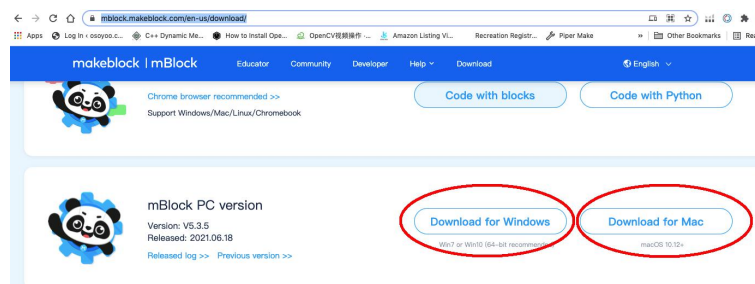 mblock.makeblock.com/en-us/download/
Apps Log In ‹ osoyoo.c... C++ Dynamic Me... How to Install Ope... OpenCV视频操作 -... Amazon Listing Vi... Recreation Registr... Piper Make » Other Bookmarks Rea
makeblock | mBlock Educator Community Developer Help Download English
Chrome browser recommended >>
Support Windows/Mac/Linux/Chromebook
Code with blocks Code with Python
mBlock PC version
Version: V5.3.5
Released: 2021.06.18
Released log >> Previous version >>
Download for Windows Download for Mac
Win7 or Win10 (64-bit recommende macOS 10.12+